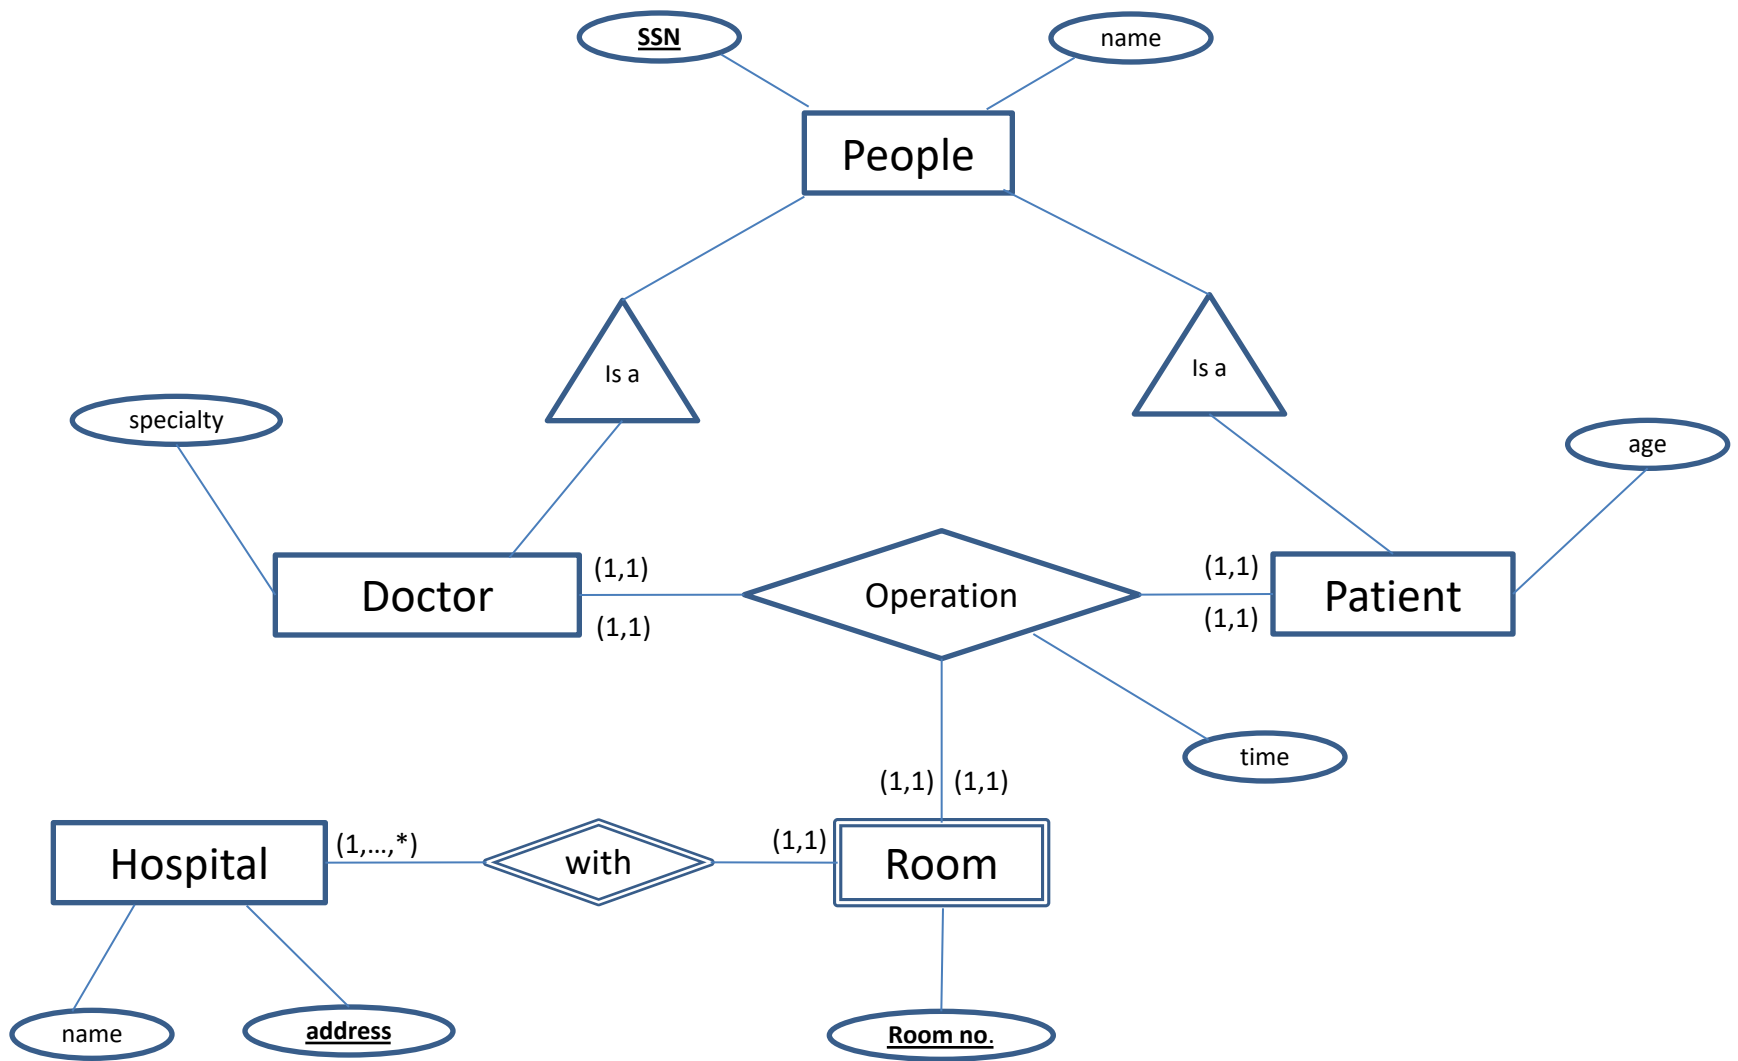 SSN
name
People
Is a
Is a
specialty
age
(1,1)
(1,1)
Doctor
Operation
Patient
(1,1)
(1,1)
time
(1,1)
(1,1)
(1,...,*)
(1,1)
Hospital
with
Room
name
address
Room no.